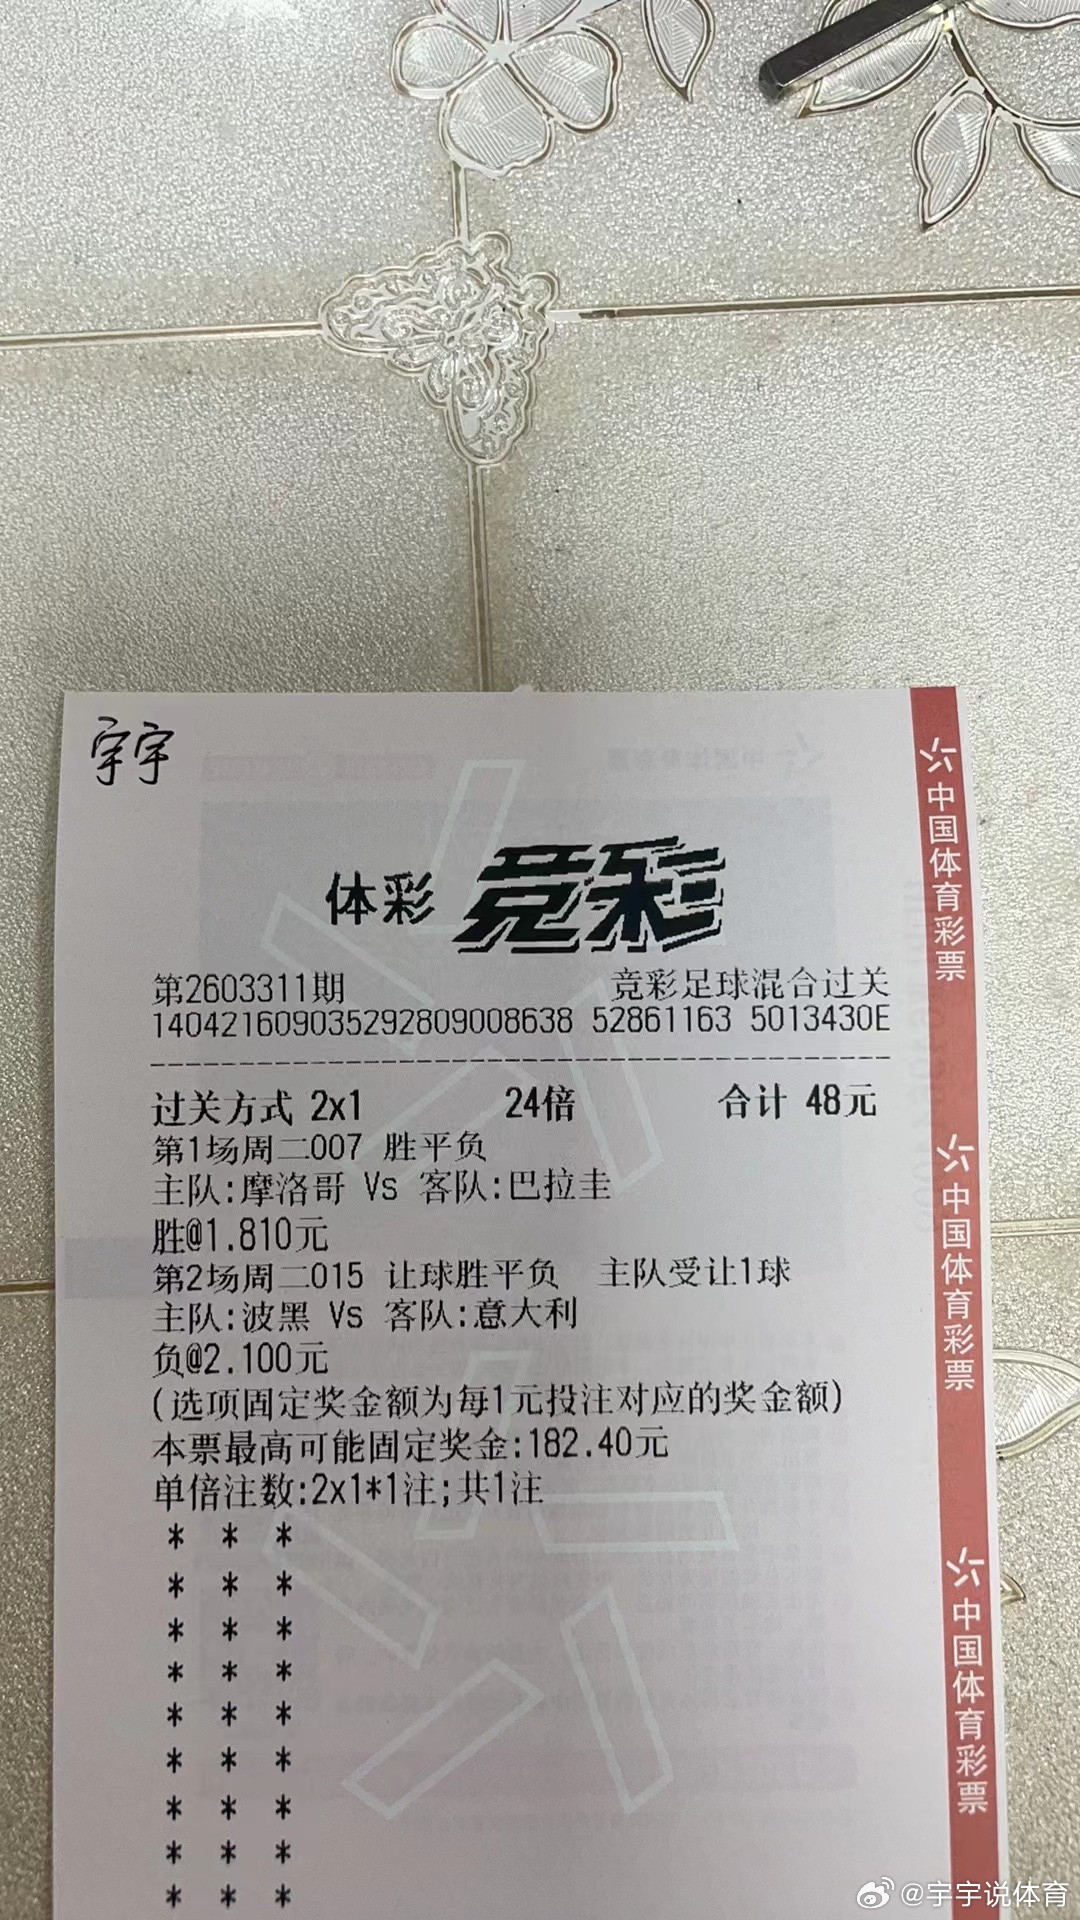 宇宇
体彩 竞彩
第2603311期 竞彩足球混合过关
140421609035292809008638 52861163 5013430E
过关方式 2x1 24倍 合计 48元
第1场周二007 胜平负
主队:摩洛哥 Vs 客队:巴拉圭
胜@1.810元
第2场周二015 让球胜平负 主队受让1球
主队:波黑 Vs 客队:意大利
负@2.100元
(选项固定奖金额为每1元投注对应的奖金额)
本票最高可能固定奖金:182.40元
单倍注数:2x1*1注;共1注
* * *
* * *
* * *
* * *
* * *
* * *
* * *
* * *
* * *
中国体育彩票
中国体育彩票
中国体育彩票
@宇宇说体育